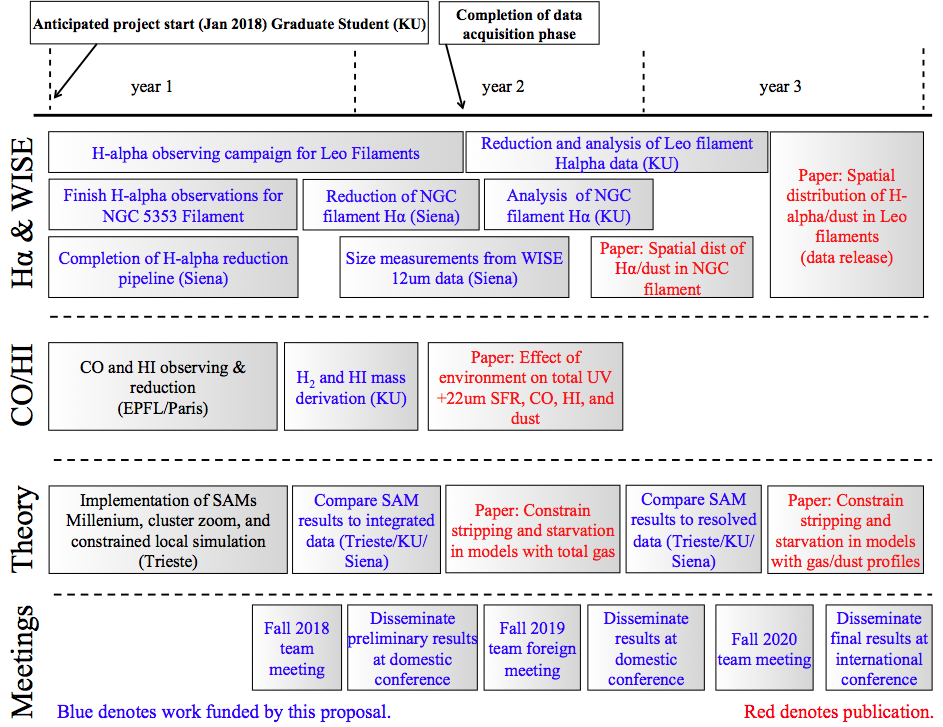 Anticipated project start (Jan 2018) Graduate Student (KU)
Completion of data
acquisition phase
year 1
year 2
year 3
Hα & WISE
H-alpha observing campaign for Leo Filaments
Reduction and analysis of Leo filament
Halpha data (KU)
Paper: Spatial
distribution of H-
alpha/dust in Leo
filaments
(data release)
Finish H-alpha observations for
NGC 5353 Filament
Reduction of NGC
filament Hα (Siena)
Analysis of NGC
filament Hα (KU)
Completion of H-alpha reduction
pipeline (Siena)
Size measurements from WISE
12um data (Siena)
Paper: Spatial dist of
Hα/dust in NGC
filament
CO/HI
CO and HI observing &
reduction
(EPFL/Paris)
H₂ and HI mass
derivation (KU)
Paper: Effect of
environment on total UV
+22um SFR, CO, HI, and
dust
Theory
Implementation of SAMs
Millenium, cluster zoom, and
constrained local simulation
(Trieste)
Compare SAM
results to integrated
data (Trieste/KU/
Siena)
Paper: Constrain
stripping and starvation
in models with total gas
Compare SAM
results to resolved
data (Trieste/KU/
Siena)
Paper: Constrain
stripping and
starvation in models
with gas/dust profiles
Meetings
Fall 2018
team
meeting
Disseminate
preliminary results
at domestic
conference
Fall 2019
team foreign
meeting
Disseminate
results at
domestic
conference
Fall 2020
team meeting
Disseminate
final results at
international
conference
Blue denotes work funded by this proposal.
Red denotes publication.